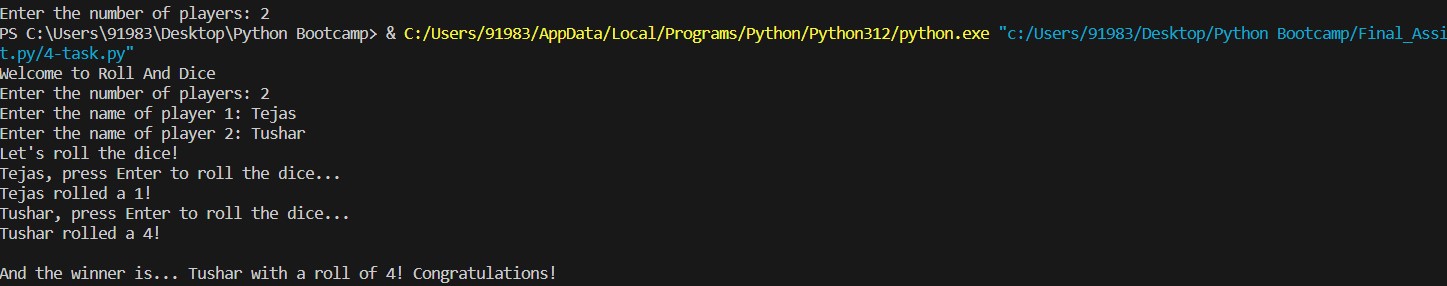 Enter the number of players: 2
PS C:\Users\91983\Desktop\Python Bootcamp> & C:/Users/91983/AppData/Local/Programs/Python/Python312/python.exe "c:/Users/91983/Desktop/Python Bootcamp/Final_Assi
t.py/4-task.py"
Welcome to Roll And Dice
Enter the number of players: 2
Enter the name of player 1: Tejas
Enter the name of player 2: Tushar
Let's roll the dice!
Tejas, press Enter to roll the dice...
Tejas rolled a 1!
Tushar, press Enter to roll the dice...
Tushar rolled a 4!
And the winner is... Tushar with a roll of 4! Congratulations!